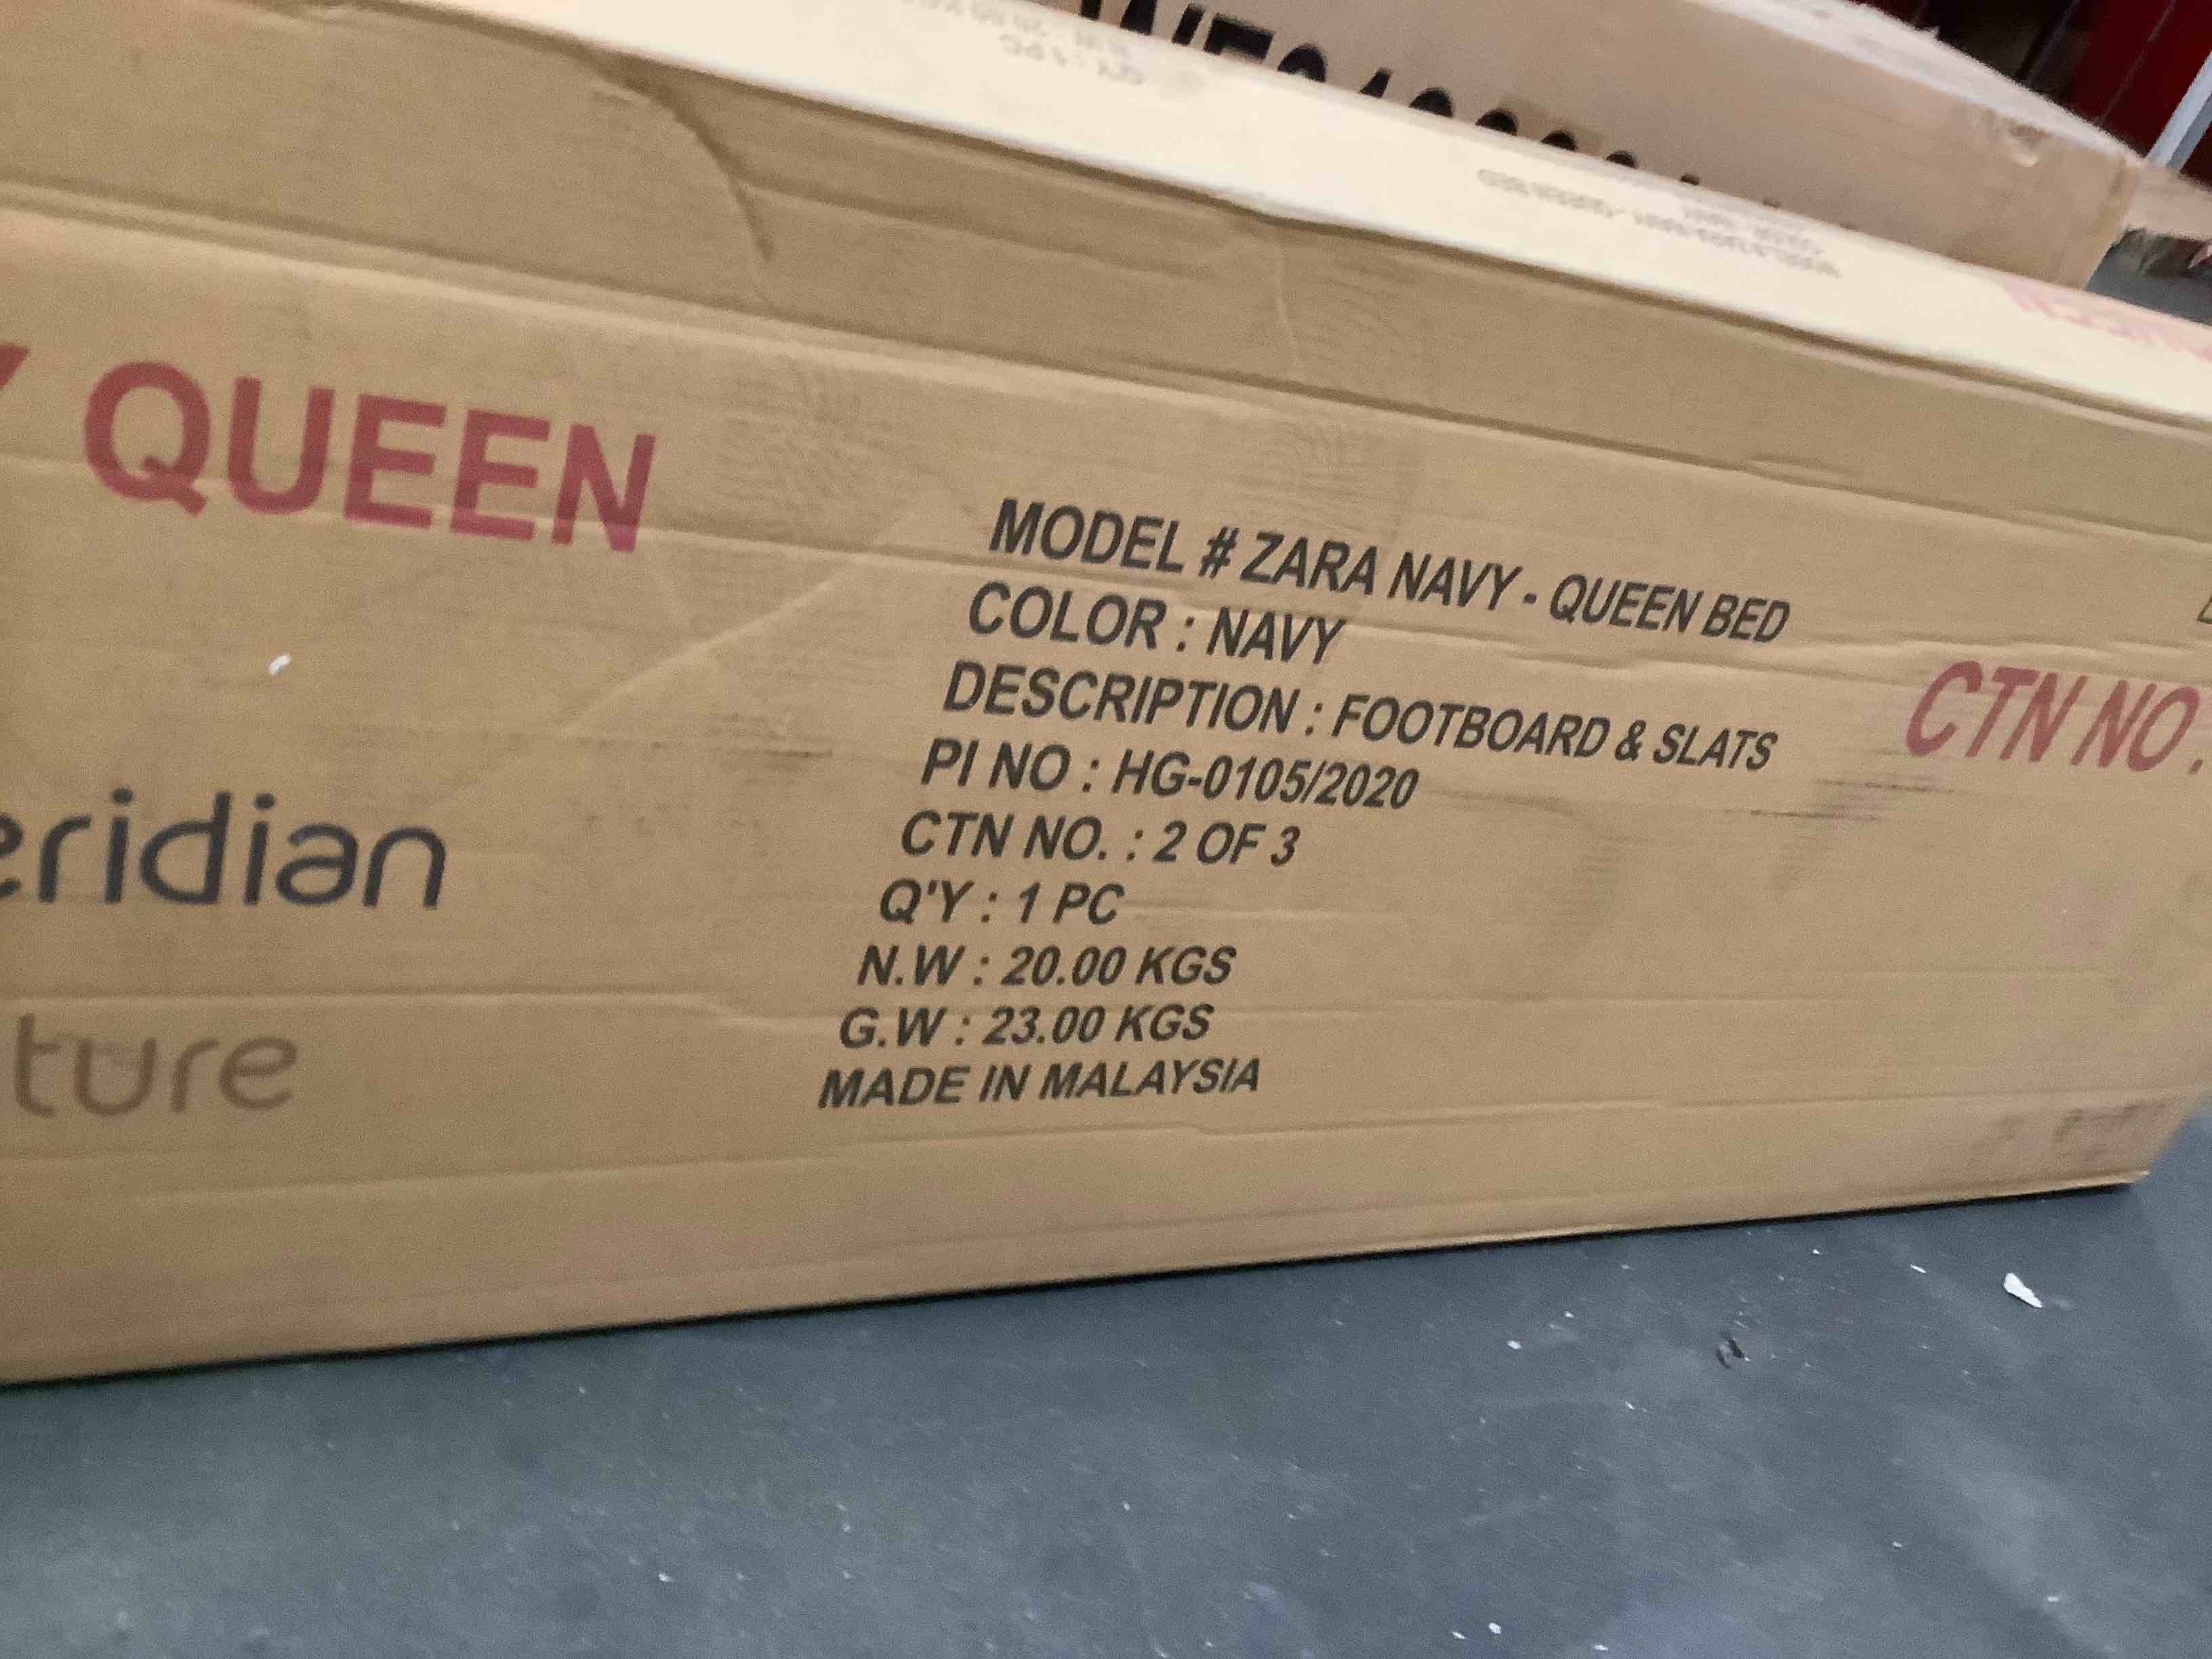 QUEEN
MODEL # ZARA NAVY - QUEEN BED
COLOR : NAVY
DESCRIPTION : FOOTBOARD & SLATS
PI NO : HG-0105/2020
CTN NO. : 2 OF 3
Q'Y : 1 PC
N.W : 20.00 KGS
G.W : 23.00 KGS
MADE IN MALAYSIA
CTN NO.
eridian
ture